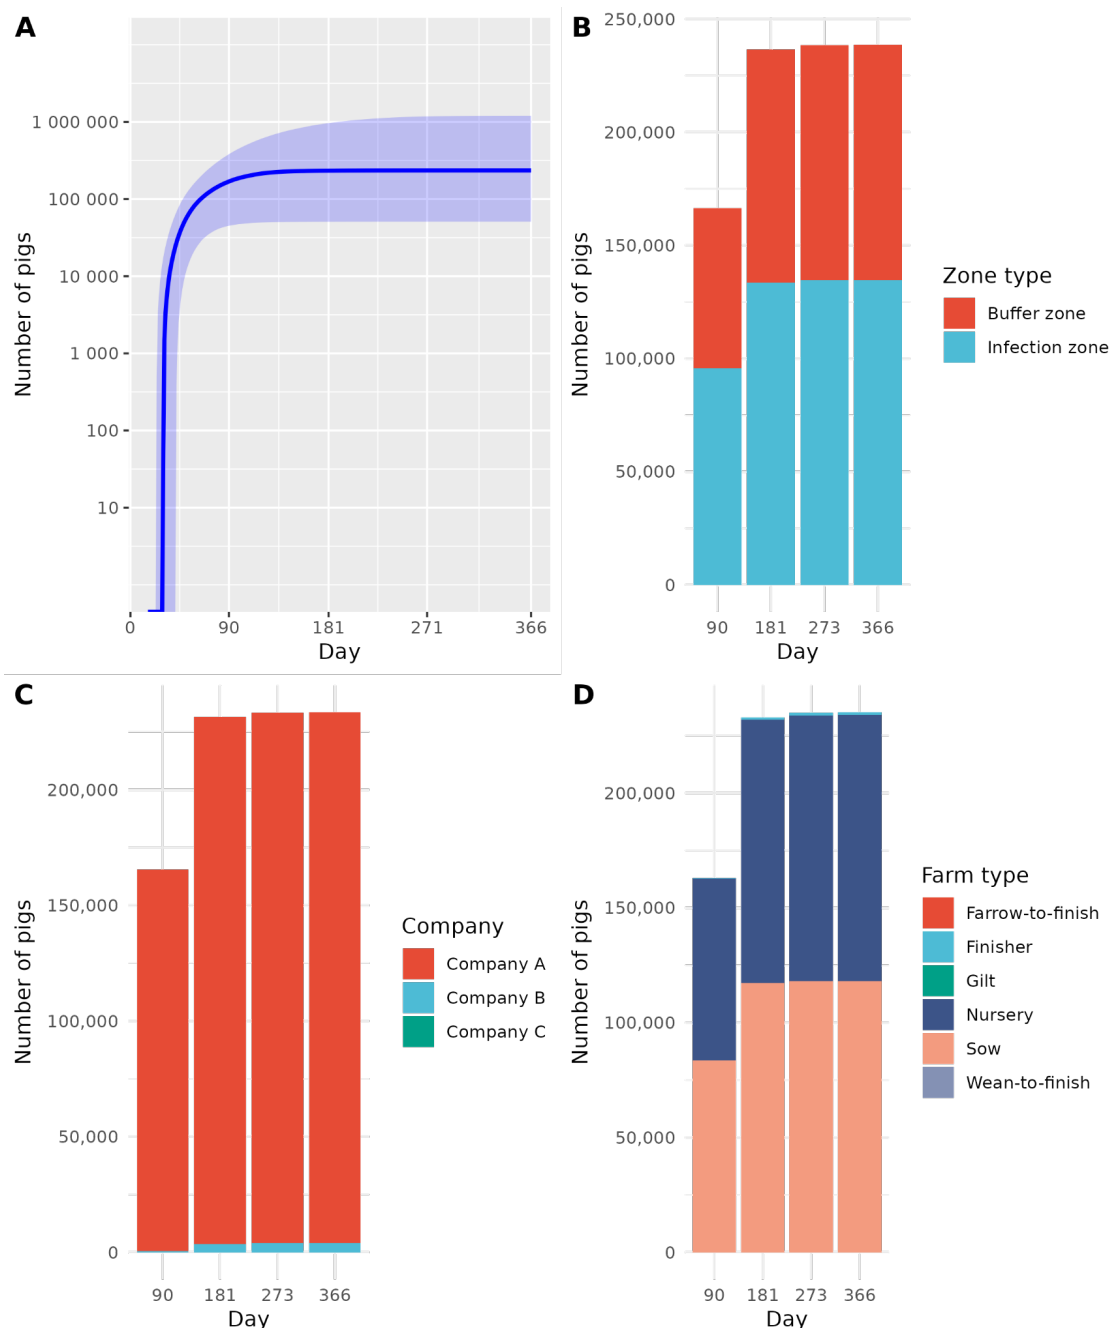 A
Number of pigs
1 000 000
100 000
10 000
1 000
100
10
0 90 181 271 366
Day
B
Number of pigs
250,000
200,000
150,000
100,000
50,000
0
90 181 273 366
Day
Zone type
Buffer zone
Infection zone
C
Number of pigs
200,000
150,000
100,000
50,000
0
90 181 273 366
Day
Company
Company A
Company B
Company C
D
Number of pigs
200,000
150,000
100,000
50,000
0
90 181 273 366
Day
Farm type
Farrow-to-finish
Finisher
Gilt
Nursery
Sow
Wean-to-finish